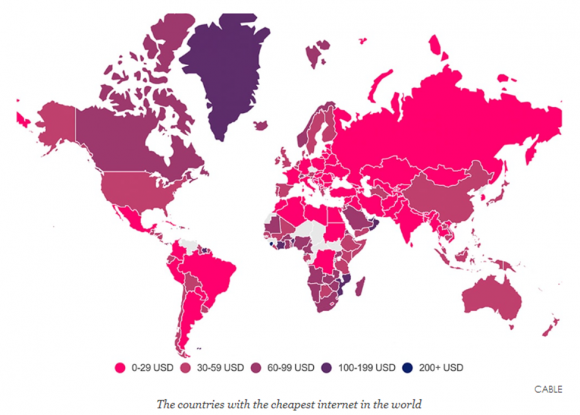 0-29 USD 30-59 USD 60-99 USD 100-199 USD 200+ USD
CABLE
The countries with the cheapest internet in the world